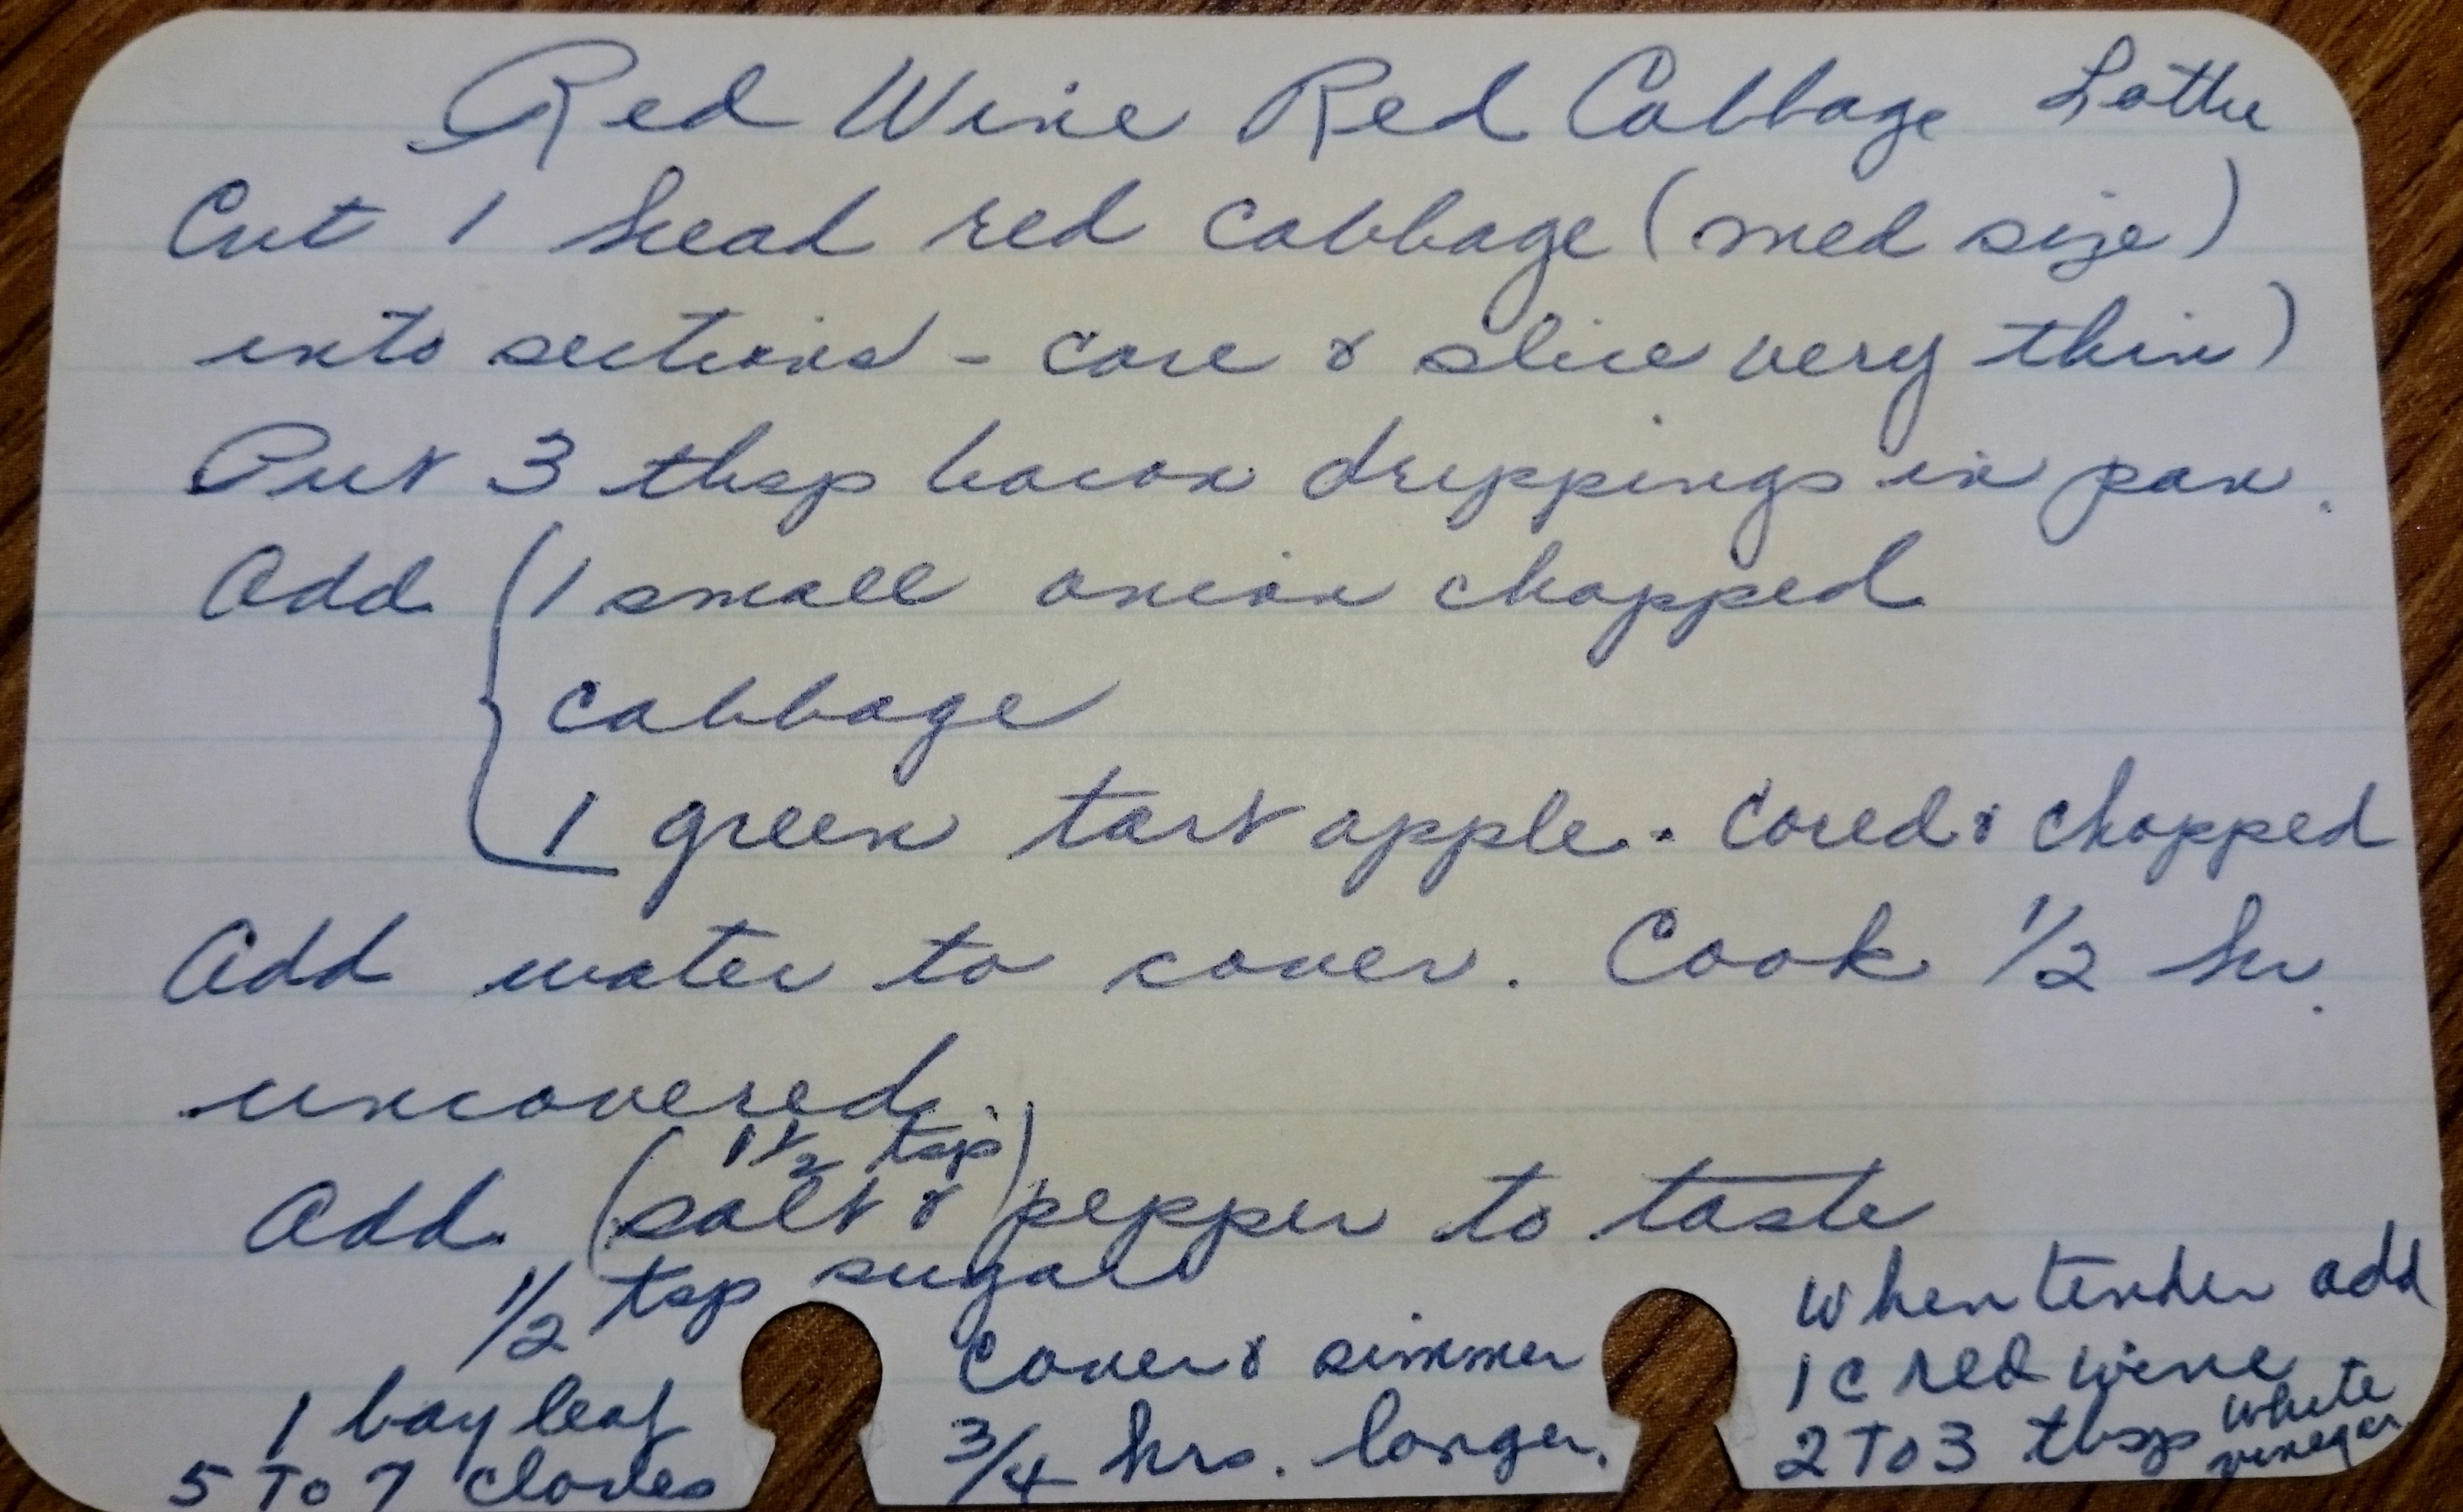 Red Wine Red Cabbage Lottie
Cut 1 head red cabbage (med size)
into sections - core & slice very thin)
Put 3 tbsp bacon drippings in pan.
Add { 1 small onion chopped
cabbage
1 green tart apple - cored & chopped
Add water to cover. Cook 1/2 hr.
uncovered.
1 1/2 tsp
Add (salt &) pepper to taste
1/2 tsp sugar
1 bay leaf
5 To 7 cloves
Cover & simmer
3/4 hrs. longer.
When tender add
1 c red wine
2 To 3 tbsp white
vinegar